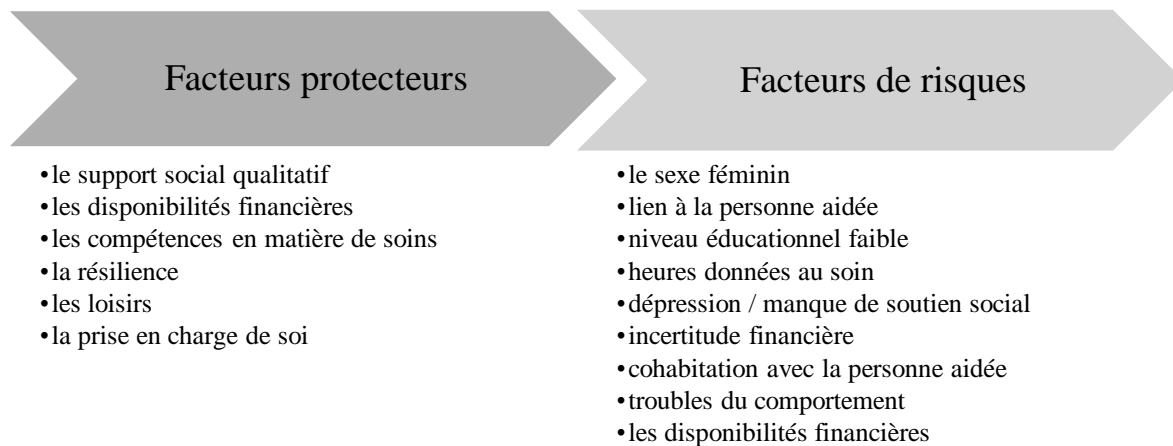 Facteurs protecteurs
•le support social qualitatif
•les disponibilités financières
•les compétences en matière de soins
•la résilience
•les loisirs
•la prise en charge de soi
Facteurs de risques
•le sexe féminin
•lien à la personne aidée
•niveau éducationnel faible
•heures données au soin
•dépression / manque de soutien social
•incertitude financière
•cohabitation avec la personne aidée
•troubles du comportement
•les disponibilités financières